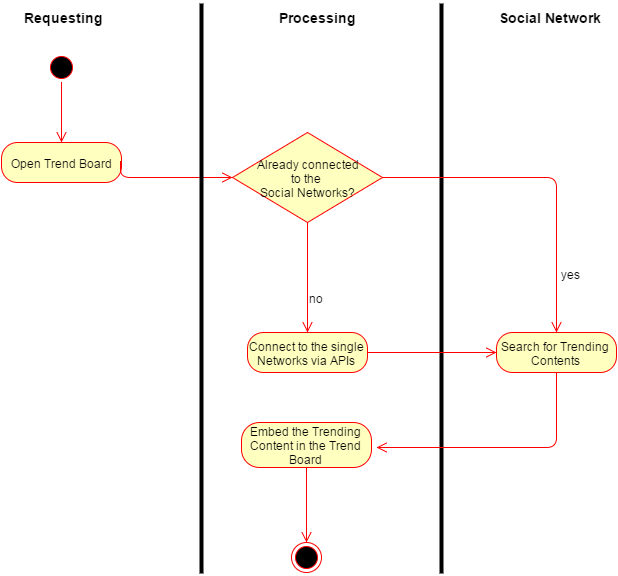 Requesting
Processing
Social Network
Open Trend Board
Already connected
to the
Social Networks?
yes
no
Connect to the single
Networks via APIs
Search for Trending
Contents
Embed the Trending
Content in the Trend
Board